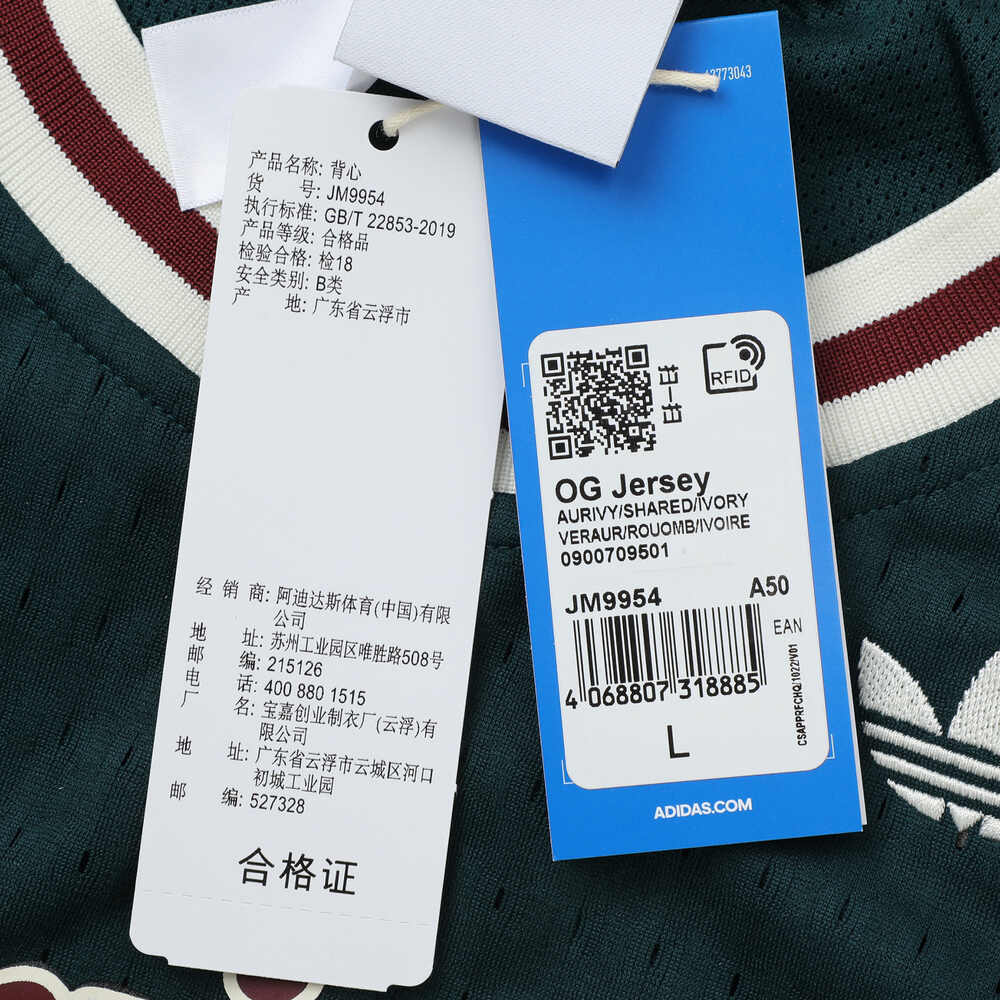 产品名称: 背心
货 号: JM9954
执行标准: GB/T 22853-2019
产品等级: 合格品
检验合格: 检18
安全类别: B类
产 地: 广东省云浮市
经 销 商: 阿迪达斯体育(中国)有限
公司
地 址: 苏州工业园区唯胜路508号
邮 编: 215126
电 话: 400 880 1515
厂 名: 宝嘉创业制衣厂(云浮)有
限公司
地 址: 广东省云浮市云城区河口
初城工业园
邮 编: 527328
合格证
扫一扫
RFID
OG Jersey
AURIVY/SHARED/IVORY
VERAUR/ROUOMB/IVOIRE
0900709501
JM9954 A50
EAN
4 068807 318885
CSAPPRFCHQ/1022/V01
L
ADIDAS.COM